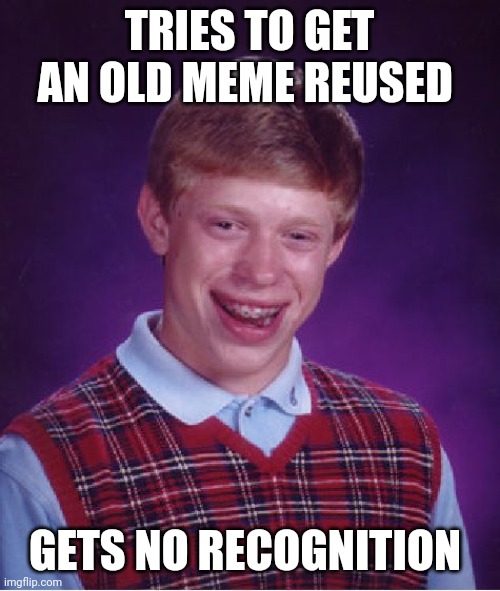 TRIES TO GET
AN OLD MEME REUSED
GETS NO RECOGNITION
imgflip.com